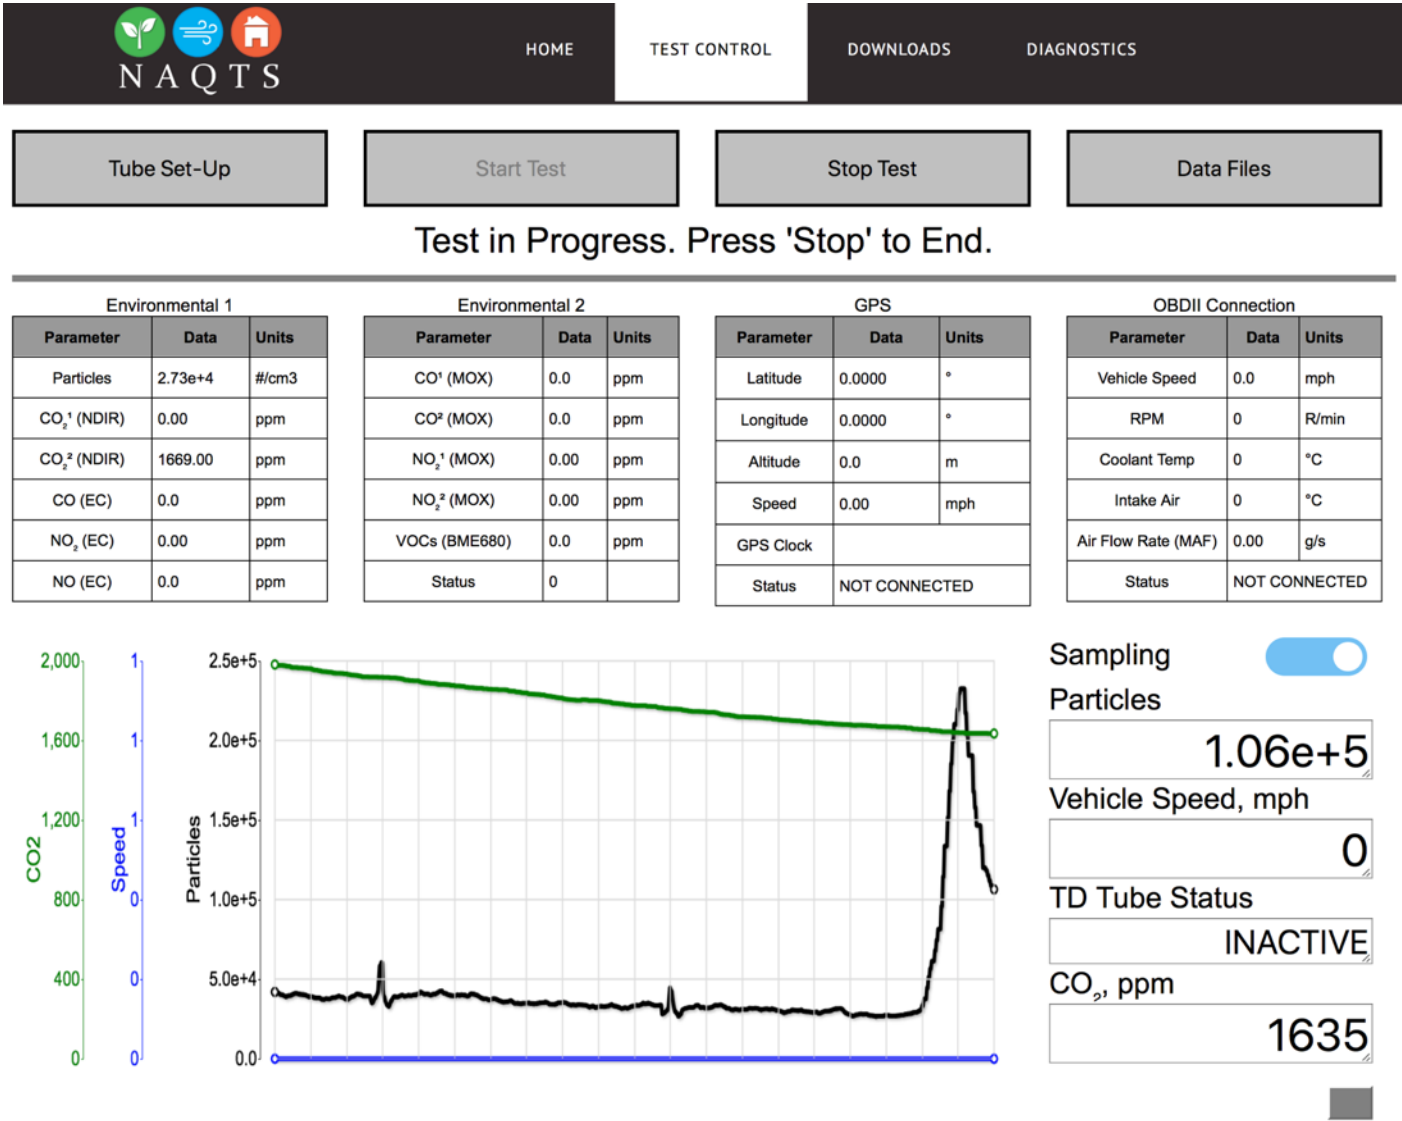 NAQTS
HOME TEST CONTROL DOWNLOADS DIAGNOSTICS
Tube Set-Up Start Test Stop Test Data Files
Test in Progress. Press 'Stop' to End.
Environmental 1
Parameter Data Units
Particles 2.73e+4 #/cm3
CO₂¹ (NDIR) 0.00 ppm
CO₂² (NDIR) 1669.00 ppm
CO (EC) 0.0 ppm
NO₂ (EC) 0.00 ppm
NO (EC) 0.0 ppm
Environmental 2
Parameter Data Units
CO¹ (MOX) 0.0 ppm
CO² (MOX) 0.0 ppm
NO₂¹ (MOX) 0.00 ppm
NO₂² (MOX) 0.00 ppm
VOCs (BME680) 0.0 ppm
Status 0
GPS
Parameter Data Units
Latitude 0.0000 °
Longitude 0.0000 °
Altitude 0.0 m
Speed 0.00 mph
GPS Clock
Status NOT CONNECTED
OBDII Connection
Parameter Data Units
Vehicle Speed 0.0 mph
RPM 0 R/min
Coolant Temp 0 °C
Intake Air 0 °C
Air Flow Rate (MAF) 0.00 g/s
Status NOT CONNECTED
CO2
2,000
1,600
1,200
800
400
0
Speed
1
1
1
0
0
0
Particles
2.5e+5
2.0e+5
1.5e+5
1.0e+5
5.0e+4
0.0
Sampling
Particles
1.06e+5
Vehicle Speed, mph
0
TD Tube Status
INACTIVE
CO₂, ppm
1635